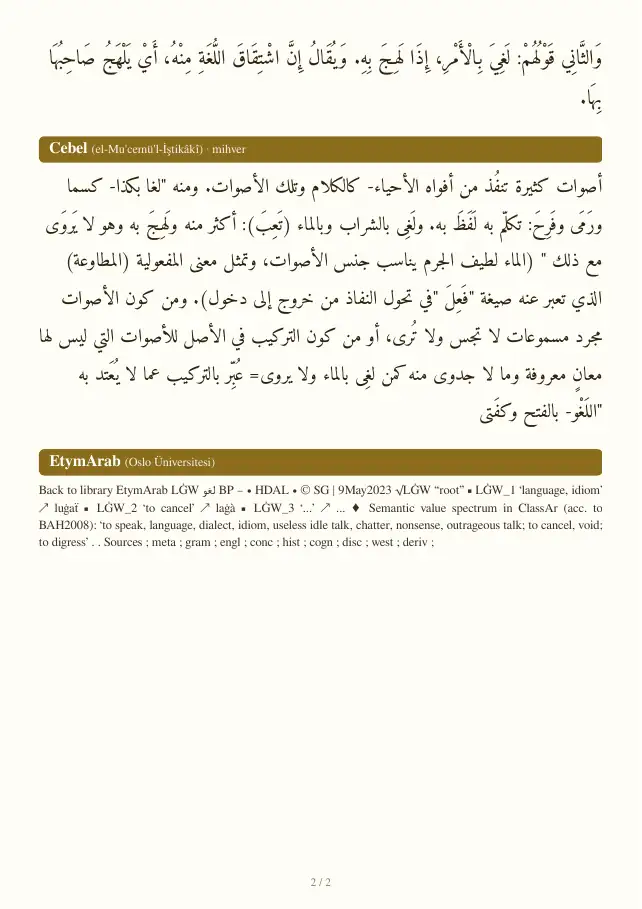 وَالثَّانِي قَوْلُهُمْ: لَغِيَ بِالْأَمْرِ، إِذَا لَهِجَ بِهِ. وَيُقَالُ إِنَّ اشْتِقَاقَ اللُّغَةِ مِنْهُ، أَيْ يَلْهَجُ صَاحِبُهَا
بِهَا.
Cebel (el-Mu'cemü'l-İştikâkî) · mihver
أصوات كثيرة تنفُذ من أفواه الأحياء- كالكلام وتلك الأصوات. ومنه "لغا بكذا- كسما
ورَمَى وفَرِحَ: تكلّم به لَفَظَ به. ولَغِى بالشراب وبالماء (تَعِبَ): أكثر منه ولَهِجَ به وهو لا يَروَى
مع ذلك " (الماء لطيف الجرم يناسب جنس الأصوات، وتمثل معنى المفعولية (المطاوعة)
الذي تعبر عنه صيغة "فَعِلَ "في تحول النفاذ من خروج إلى دخول). ومن كون الأصوات
مجرد مسموعات لا تجس ولا تُرى، أو من كون التركيب في الأصل للأصوات التي ليس لها
معانٍ معروفة وما لا جدوى منه كمن لغِى بالماء ولا يروى= عُبِّر بالتركيب عما لا يُعَتد به
"اللَغْو- بالفتح وكفَتى
EtymArab (Oslo Üniversitesi)
Back to library EtymArab LĠW لغو BP – • HDAL • © SG | 9May2023 √LĠW “root” ▪ LĠW_1 ‘language, idiom’
↗ luġaẗ ▪ LĠW_2 ‘to cancel’ ↗ laġà ▪ LĠW_3 ‘...’ ↗ ... ♦ Semantic value spectrum in ClassAr (acc. to
BAH2008): ‘to speak, language, dialect, idiom, useless idle talk, chatter, nonsense, outrageous talk; to cancel, void;
to digress’ . . Sources ; meta ; gram ; engl ; conc ; hist ; cogn ; disc ; west ; deriv ;
2 / 2